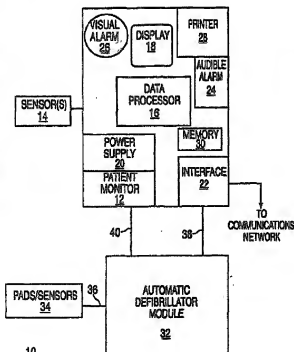 VISUAL
ALARM
26
DISPLAY
18
PRINTER
28
AUDIBLE
ALARM
24
DATA
PROCESSOR
16
SENSOR(S)
14
MEMORY
30
POWER
SUPPLY
20
PATIENT
MONITOR
12
INTERFACE
22
TO
COMMUNICATIONS
NETWORK
40
38
PADS/SENSORS
34
36
AUTOMATIC
DEFIBRILLATOR
MODULE
32
10